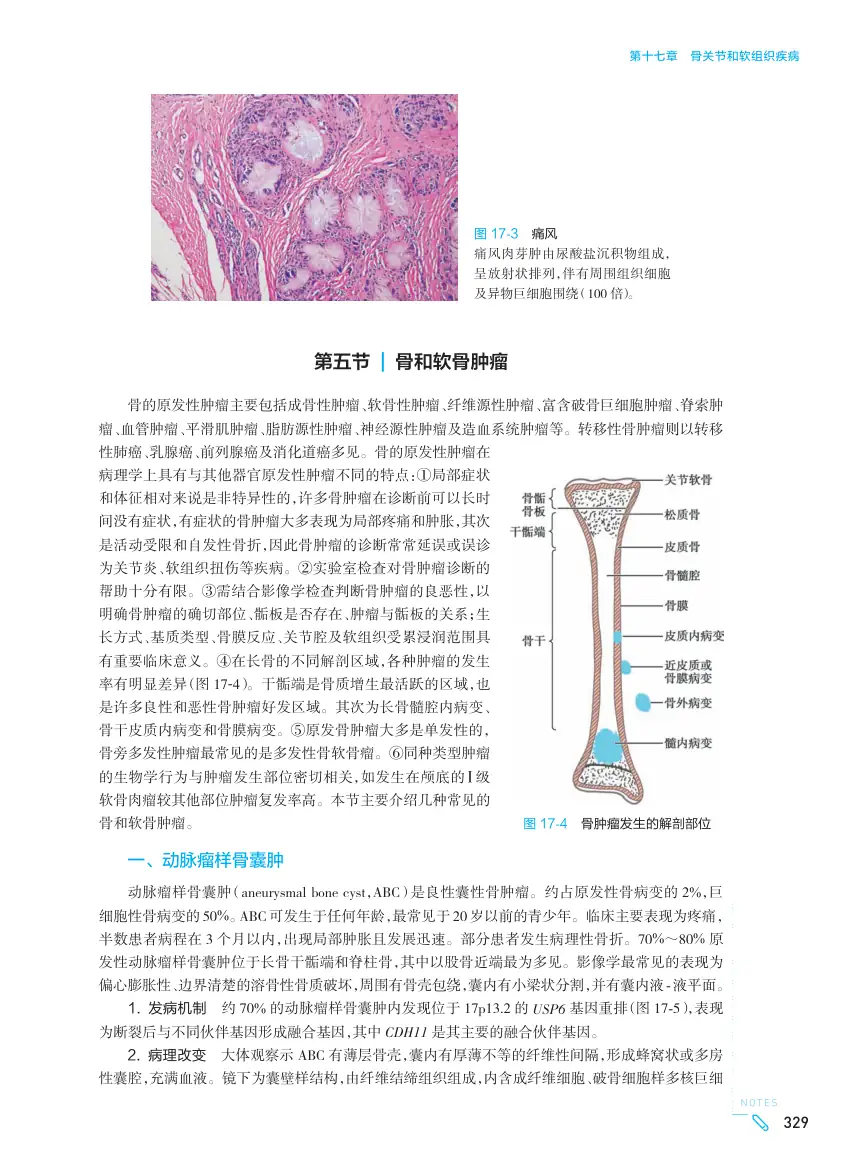 第十七章　骨关节和软组织疾病
图 17-3　痛风
痛风肉芽肿由尿酸盐沉积物组成，
呈放射状排列，伴有周围组织细胞
及异物巨细胞围绕（100 倍）。
第五节｜骨和软骨肿瘤
骨的原发性肿瘤主要包括成骨性肿瘤、软骨性肿瘤、纤维源性肿瘤、富含破骨巨细胞肿瘤、脊索肿
瘤、血管肿瘤、平滑肌肿瘤、脂肪源性肿瘤、神经源性肿瘤及造血系统肿瘤等。转移性骨肿瘤则以转移
性肺癌、乳腺癌、前列腺癌及消化道癌多见。骨的原发性肿瘤在
病理学上具有与其他器官原发性肿瘤不同的特点：①局部症状
和体征相对来说是非特异性的，许多骨肿瘤在诊断前可以长时
间没有症状，有症状的骨肿瘤大多表现为局部疼痛和肿胀，其次
是活动受限和自发性骨折，因此骨肿瘤的诊断常常延误或误诊
为关节炎、软组织扭伤等疾病。②实验室检查对骨肿瘤诊断的
帮助十分有限。③需结合影像学检查判断骨肿瘤的良恶性，以
明确骨肿瘤的确切部位、骺板是否存在、肿瘤与骺板的关系；生
长方式、基质类型、骨膜反应、关节腔及软组织受累浸润范围具
有重要临床意义。④在长骨的不同解剖区域，各种肿瘤的发生
率有明显差异（图 17-4）。干骺端是骨质增生最活跃的区域，也
是许多良性和恶性骨肿瘤好发区域。其次为长骨髓腔内病变、
骨干皮质内病变和骨膜病变。⑤原发骨肿瘤大多是单发性的，
骨旁多发性肿瘤最常见的是多发性骨软骨瘤。⑥同种类型肿瘤
的生物学行为与肿瘤发生部位密切相关，如发生在颅底的Ⅰ级
软骨肉瘤较其他部位肿瘤复发率高。本节主要介绍几种常见的
骨和软骨肿瘤。
骨骺
骨板
干骺端
骨干
关节软骨
松质骨
皮质骨
骨髓腔
骨膜
皮质内病变
近皮质或
骨膜病变
骨外病变
髓内病变
图 17-4　骨肿瘤发生的解剖部位
一、动脉瘤样骨囊肿
动脉瘤样骨囊肿（aneurysmal bone cyst，ABC）是良性囊性骨肿瘤。约占原发性骨病变的 2%，巨
细胞性骨病变的 50%。ABC 可发生于任何年龄，最常见于 20 岁以前的青少年。临床主要表现为疼痛，
半数患者病程在 3 个月以内，出现局部肿胀且发展迅速。部分患者发生病理性骨折。70%～80% 原
发性动脉瘤样骨囊肿位于长骨干骺端和脊柱骨，其中以股骨近端最为多见。影像学最常见的表现为
偏心膨胀性、边界清楚的溶骨性骨质破坏，周围有骨壳包绕，囊内有小梁状分割，并有囊内液-液平面。
1. 发病机制　约 70% 的动脉瘤样骨囊肿内发现位于 17p13.2 的 USP6 基因重排（图 17-5），表现
为断裂后与不同伙伴基因形成融合基因，其中 CDH11 是其主要的融合伙伴基因。
2. 病理改变　大体观察示 ABC 有薄层骨壳，囊内有厚薄不等的纤维性间隔，形成蜂窝状或多房
性囊腔，充满血液。镜下为囊壁样结构，由纤维结缔组织组成，内含成纤维细胞、破骨细胞样多核巨细
NOTES
329